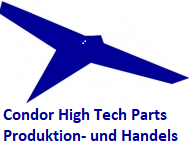 Condor High Tech Parts
Produktion- und Handels